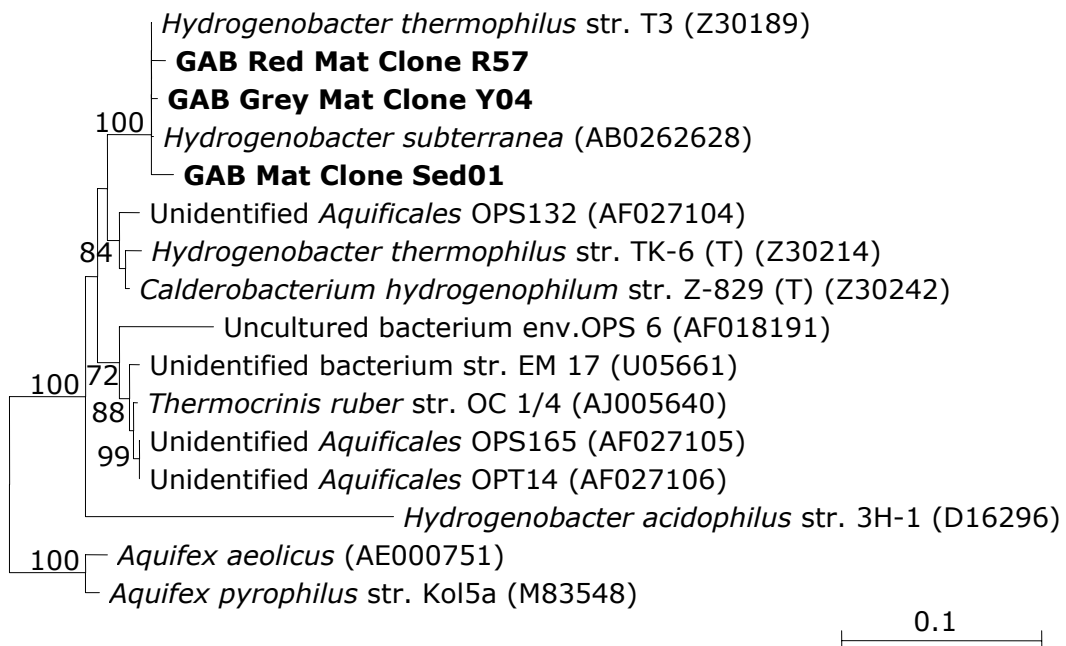 Hydrogenobacter thermophilus str. T3 (Z30189)
GAB Red Mat Clone R57
GAB Grey Mat Clone Y04
100
Hydrogenobacter subterranea (AB0262628)
GAB Mat Clone Sed01
Unidentified Aquificales OPS132 (AF027104)
84
Hydrogenobacter thermophilus str. TK-6 (T) (Z30214)
Calderobacterium hydrogenophilum str. Z-829 (T) (Z30242)
Uncultured bacterium env.OPS 6 (AF018191)
72
Unidentified bacterium str. EM 17 (U05661)
100
88
Thermocrinis ruber str. OC 1/4 (AJ005640)
99
Unidentified Aquificales OPS165 (AF027105)
Unidentified Aquificales OPT14 (AF027106)
Hydrogenobacter acidophilus str. 3H-1 (D16296)
100
Aquifex aeolicus (AE000751)
Aquifex pyrophilus str. Kol5a (M83548)
0.1